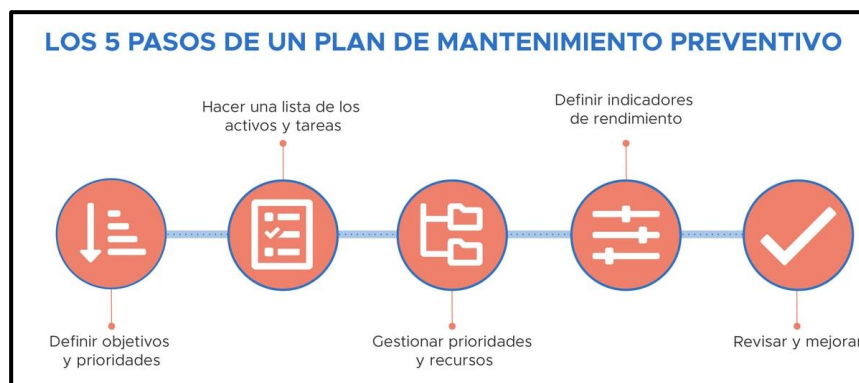 LOS 5 PASOS DE UN PLAN DE MANTENIMIENTO PREVENTIVO
Definir objetivos
y prioridades
Hacer una lista de los
activos y tareas
Gestionar prioridades
y recursos
Definir indicadores
de rendimiento
Revisar y mejorar